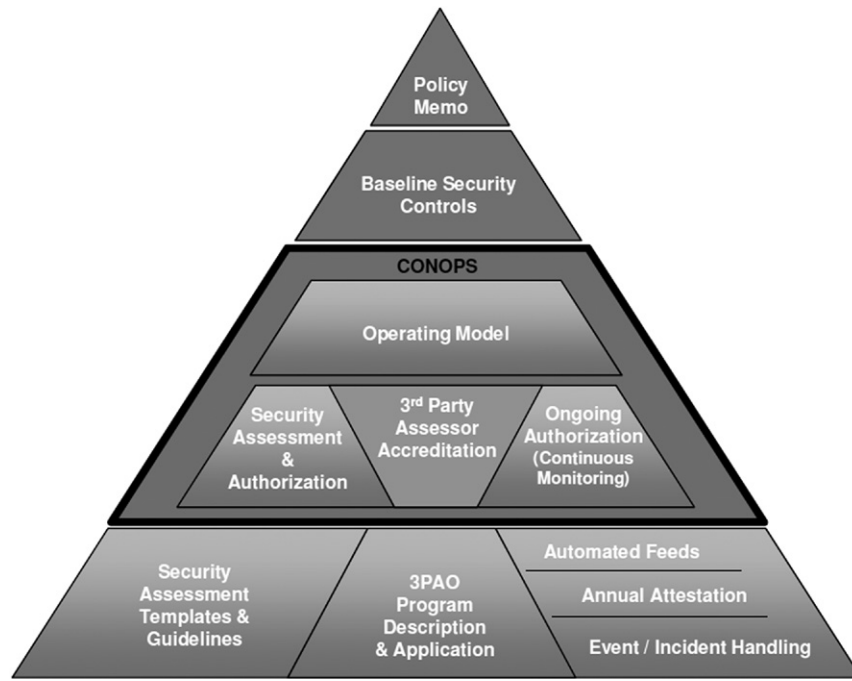 Policy
Memo
Baseline Security
Controls
CONOPS
Operating Model
Security
Assessment
&
Authorization
3rd Party
Assessor
Accreditation
Ongoing
Authorization
(Continuous
Monitoring)
Security
Assessment
Templates &
Guidelines
3PAO
Program
Description
& Application
Automated Feeds
Annual Attestation
Event / Incident Handling